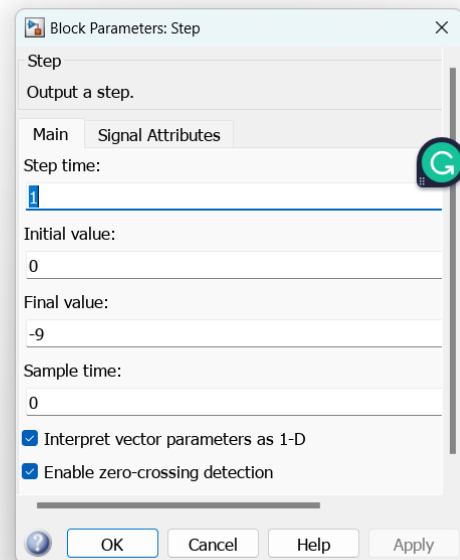 Block Parameters: Step
Step
Output a step.
Main Signal Attributes
Step time:
1
Initial value:
0
Final value:
-9
Sample time:
0
Interpret vector parameters as 1-D
Enable zero-crossing detection
? OK Cancel Help Apply